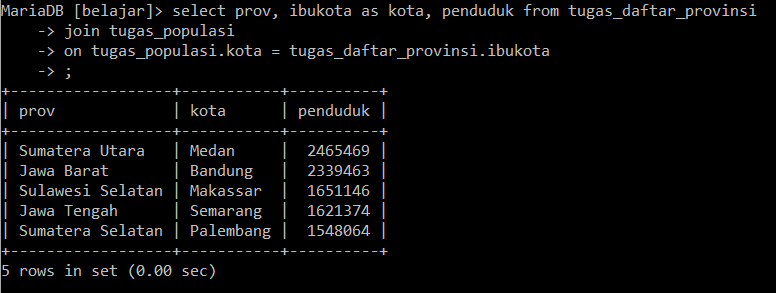 MariaDB [belajar]> select prov, ibukota as kota, penduduk from tugas_daftar_provinsi
    -> join tugas_populasi
    -> on tugas_populasi.kota = tugas_daftar_provinsi.ibukota
    -> ;
+------------------+-----------+----------+
| prov             | kota      | penduduk |
+------------------+-----------+----------+
| Sumatera Utara   | Medan     |  2465469 |
| Jawa Barat       | Bandung   |  2339463 |
| Sulawesi Selatan | Makassar  |  1651146 |
| Jawa Tengah      | Semarang  |  1621374 |
| Sumatera Selatan | Palembang |  1548064 |
+------------------+-----------+----------+
5 rows in set (0.00 sec)